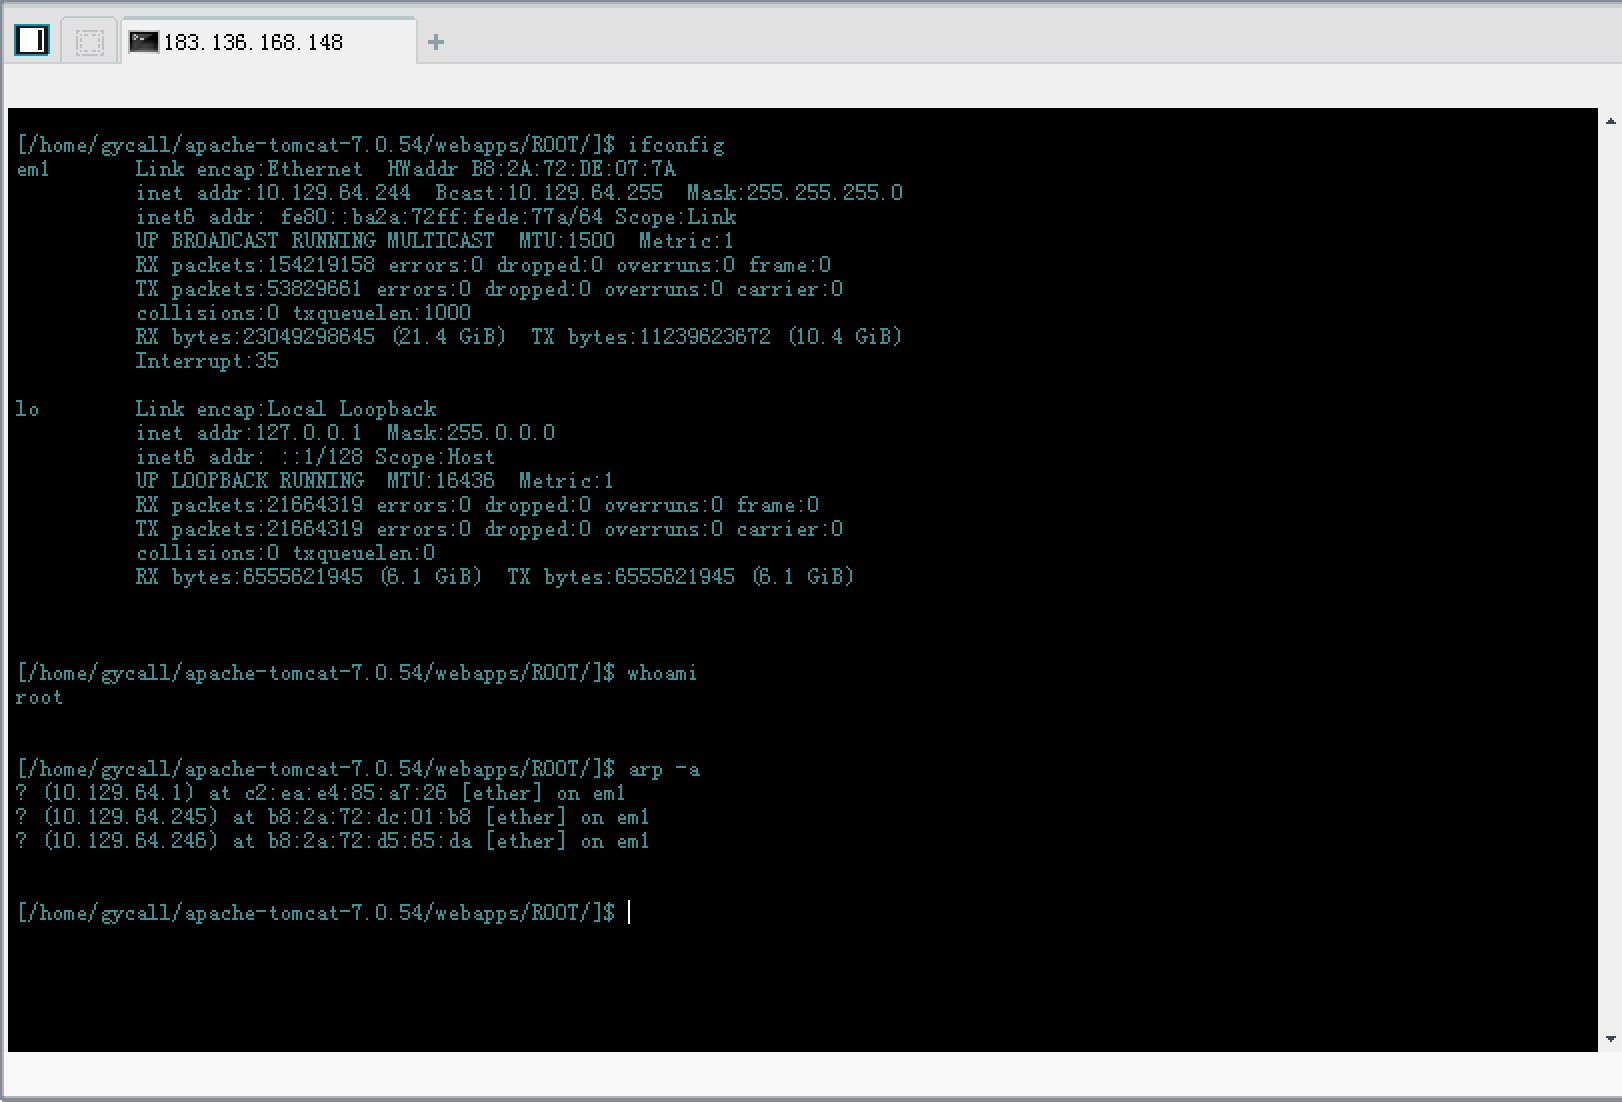 183.136.168.148
[/home/gycall/apache-tomcat-7.0.54/webapps/ROOT/]$ ifconfig
em1 Link encap:Ethernet HWaddr B8:2A:72:DE:07:7A
inet addr:10.129.64.244 Bcast:10.129.64.255 Mask:255.255.255.0
inet6 addr: fe80::ba2a:72ff:fede:77a/64 Scope:Link
UP BROADCAST RUNNING MULTICAST MTU:1500 Metric:1
RX packets:154219158 errors:0 dropped:0 overruns:0 frame:0
TX packets:53829661 errors:0 dropped:0 overruns:0 carrier:0
collisions:0 txqueuelen:1000
RX bytes:23049298645 (21.4 GiB) TX bytes:11239623672 (10.4 GiB)
Interrupt:35
lo Link encap:Local Loopback
inet addr:127.0.0.1 Mask:255.0.0.0
inet6 addr: ::1/128 Scope:Host
UP LOOPBACK RUNNING MTU:16436 Metric:1
RX packets:21664319 errors:0 dropped:0 overruns:0 frame:0
TX packets:21664319 errors:0 dropped:0 overruns:0 carrier:0
collisions:0 txqueuelen:0
RX bytes:6555621945 (6.1 GiB) TX bytes:6555621945 (6.1 GiB)
[/home/gycall/apache-tomcat-7.0.54/webapps/ROOT/]$ whoami
root
[/home/gycall/apache-tomcat-7.0.54/webapps/ROOT/]$ arp -a
? (10.129.64.1) at c2:ea:e4:85:a7:26 [ether] on em1
? (10.129.64.245) at b8:2a:72:dc:01:b8 [ether] on em1
? (10.129.64.246) at b8:2a:72:d5:65:da [ether] on em1
[/home/gycall/apache-tomcat-7.0.54/webapps/ROOT/]$